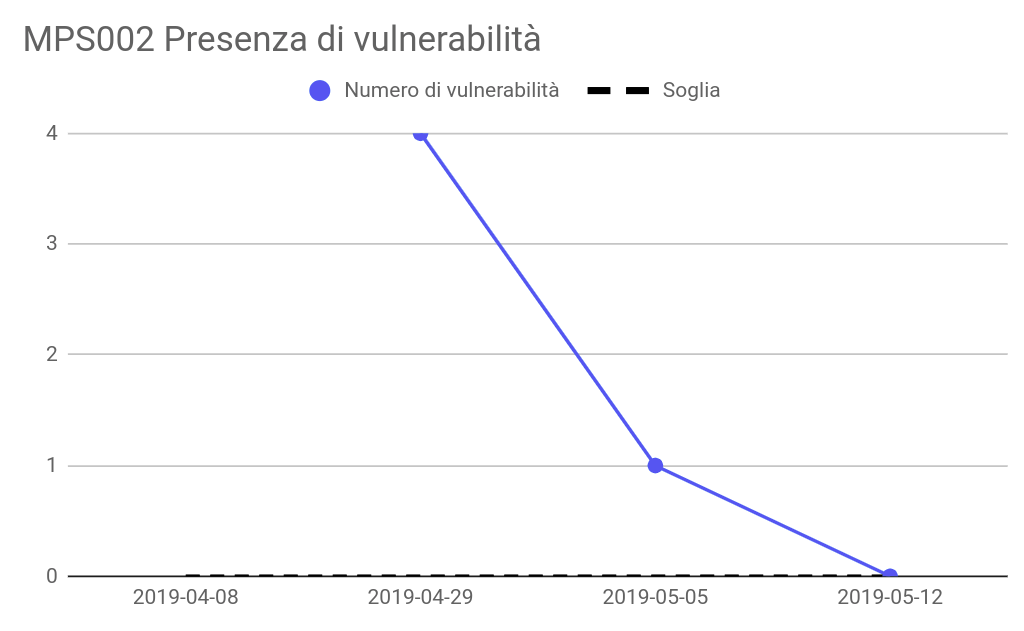 MPS002 Presenza di vulnerabilità
Numero di vulnerabilità Soglia
4
3
2
1
0
2019-04-08 2019-04-29 2019-05-05 2019-05-12